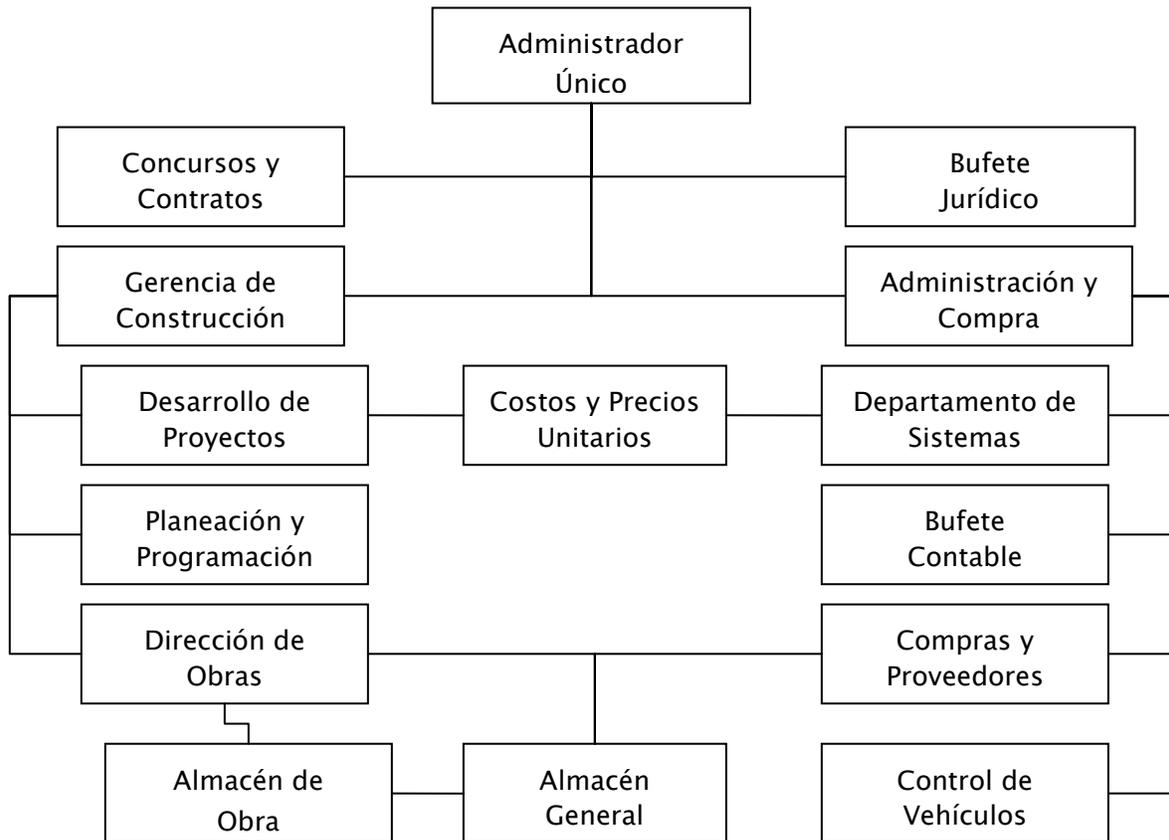 Administrador
Único
Concursos y
Contratos
Bufete
Jurídico
Gerencia de
Construcción
Administración y
Compra
Desarrollo de
Proyectos
Costos y Precios
Unitarios
Departamento de
Sistemas
Planeación y
Programación
Bufete
Contable
Dirección de
Obras
Compras y
Proveedores
Almacén de
Obra
Almacén
General
Control de
Vehículos